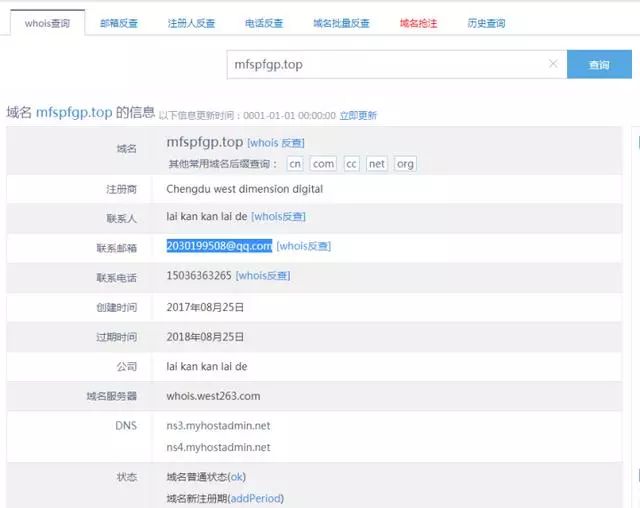 whois查询 邮箱反查 注册人反查 电话反查 域名批量反查 域名抢注 历史查询
mfspfgp.top 查询
域名 mfspfgp.top 的信息 以下信息更新时间：0001-01-01 00:00:00 立即更新
域名 mfspfgp.top [whois 反查]
其他常用域名后缀查询： cn com cc net org
注册商 Chengdu west dimension digital
联系人 lai kan kan lai de [whois反查]
联系邮箱 2030199508@qq.com [whois反查]
联系电话 15036363265 [whois反查]
创建时间 2017年08月25日
过期时间 2018年08月25日
公司 lai kan kan lai de
域名服务器 whois.west263.com
DNS ns3.myhostadmin.net
ns4.myhostadmin.net
状态 域名普通状态(ok)
域名新注册期(addPeriod)